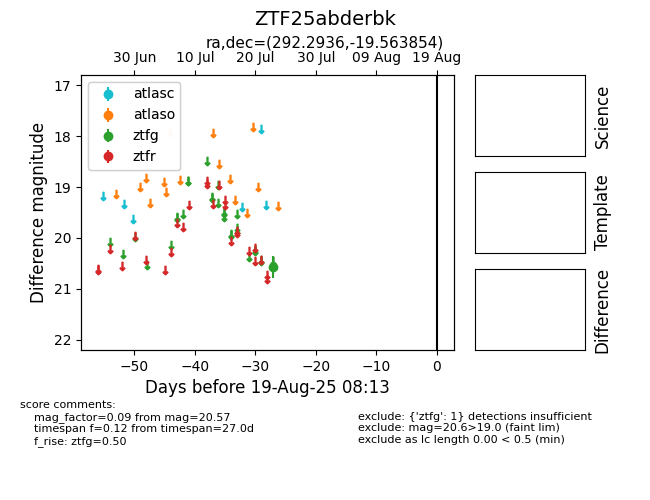 ZTF25abderbk
ra,dec=(292.2936,-19.563854)
30 Jun 10 Jul 20 Jul 30 Jul 09 Aug 19 Aug
atlasc
atlaso
ztfg
ztfr
17
18
19
20
21
22
Difference magnitude
−50 −40 −30 −20 −10 0
Days before 19-Aug-25 08:13
Science
Template
Difference
score comments:
mag_factor=0.09 from mag=20.57
timespan f=0.12 from timespan=27.0d
f_rise: ztfg=0.50
exclude: {'ztfg': 1} detections insufficient
exclude: mag=20.6>19.0 (faint lim)
exclude as lc length 0.00 < 0.5 (min)